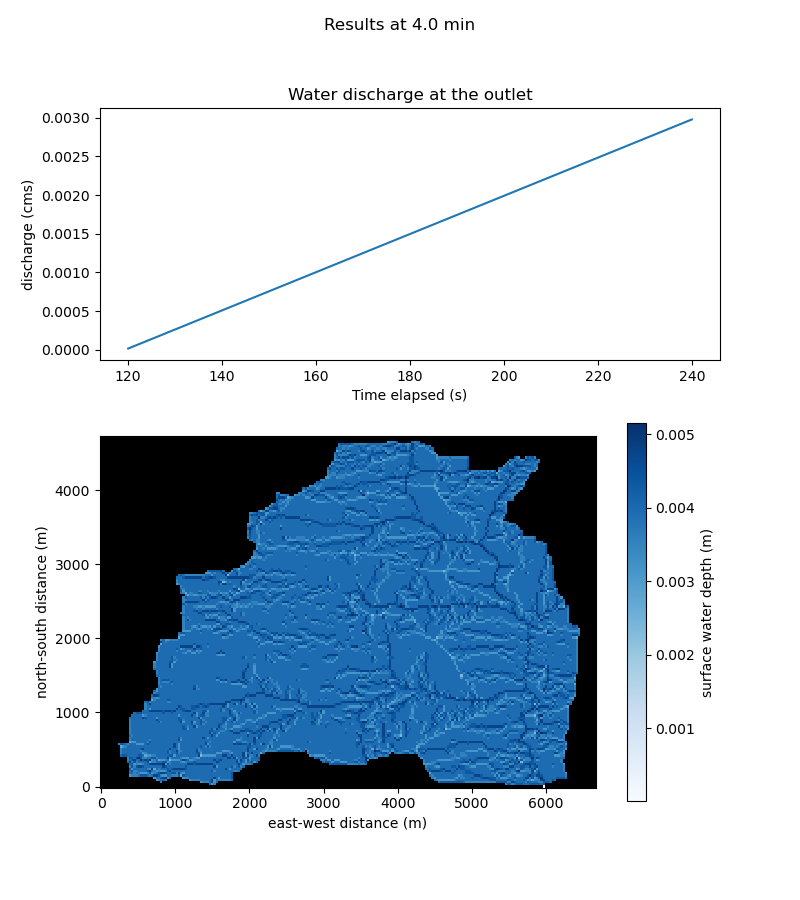 Results at 4.0 min
Water discharge at the outlet
discharge (cms)
0.0030
0.0025
0.0020
0.0015
0.0010
0.0005
0.0000
120 140 160 180 200 220 240
Time elapsed (s)
north-south distance (m)
4000
3000
2000
1000
0
0 1000 2000 3000 4000 5000 6000
east-west distance (m)
0.005
0.004
0.003
0.002
0.001
surface water depth (m)